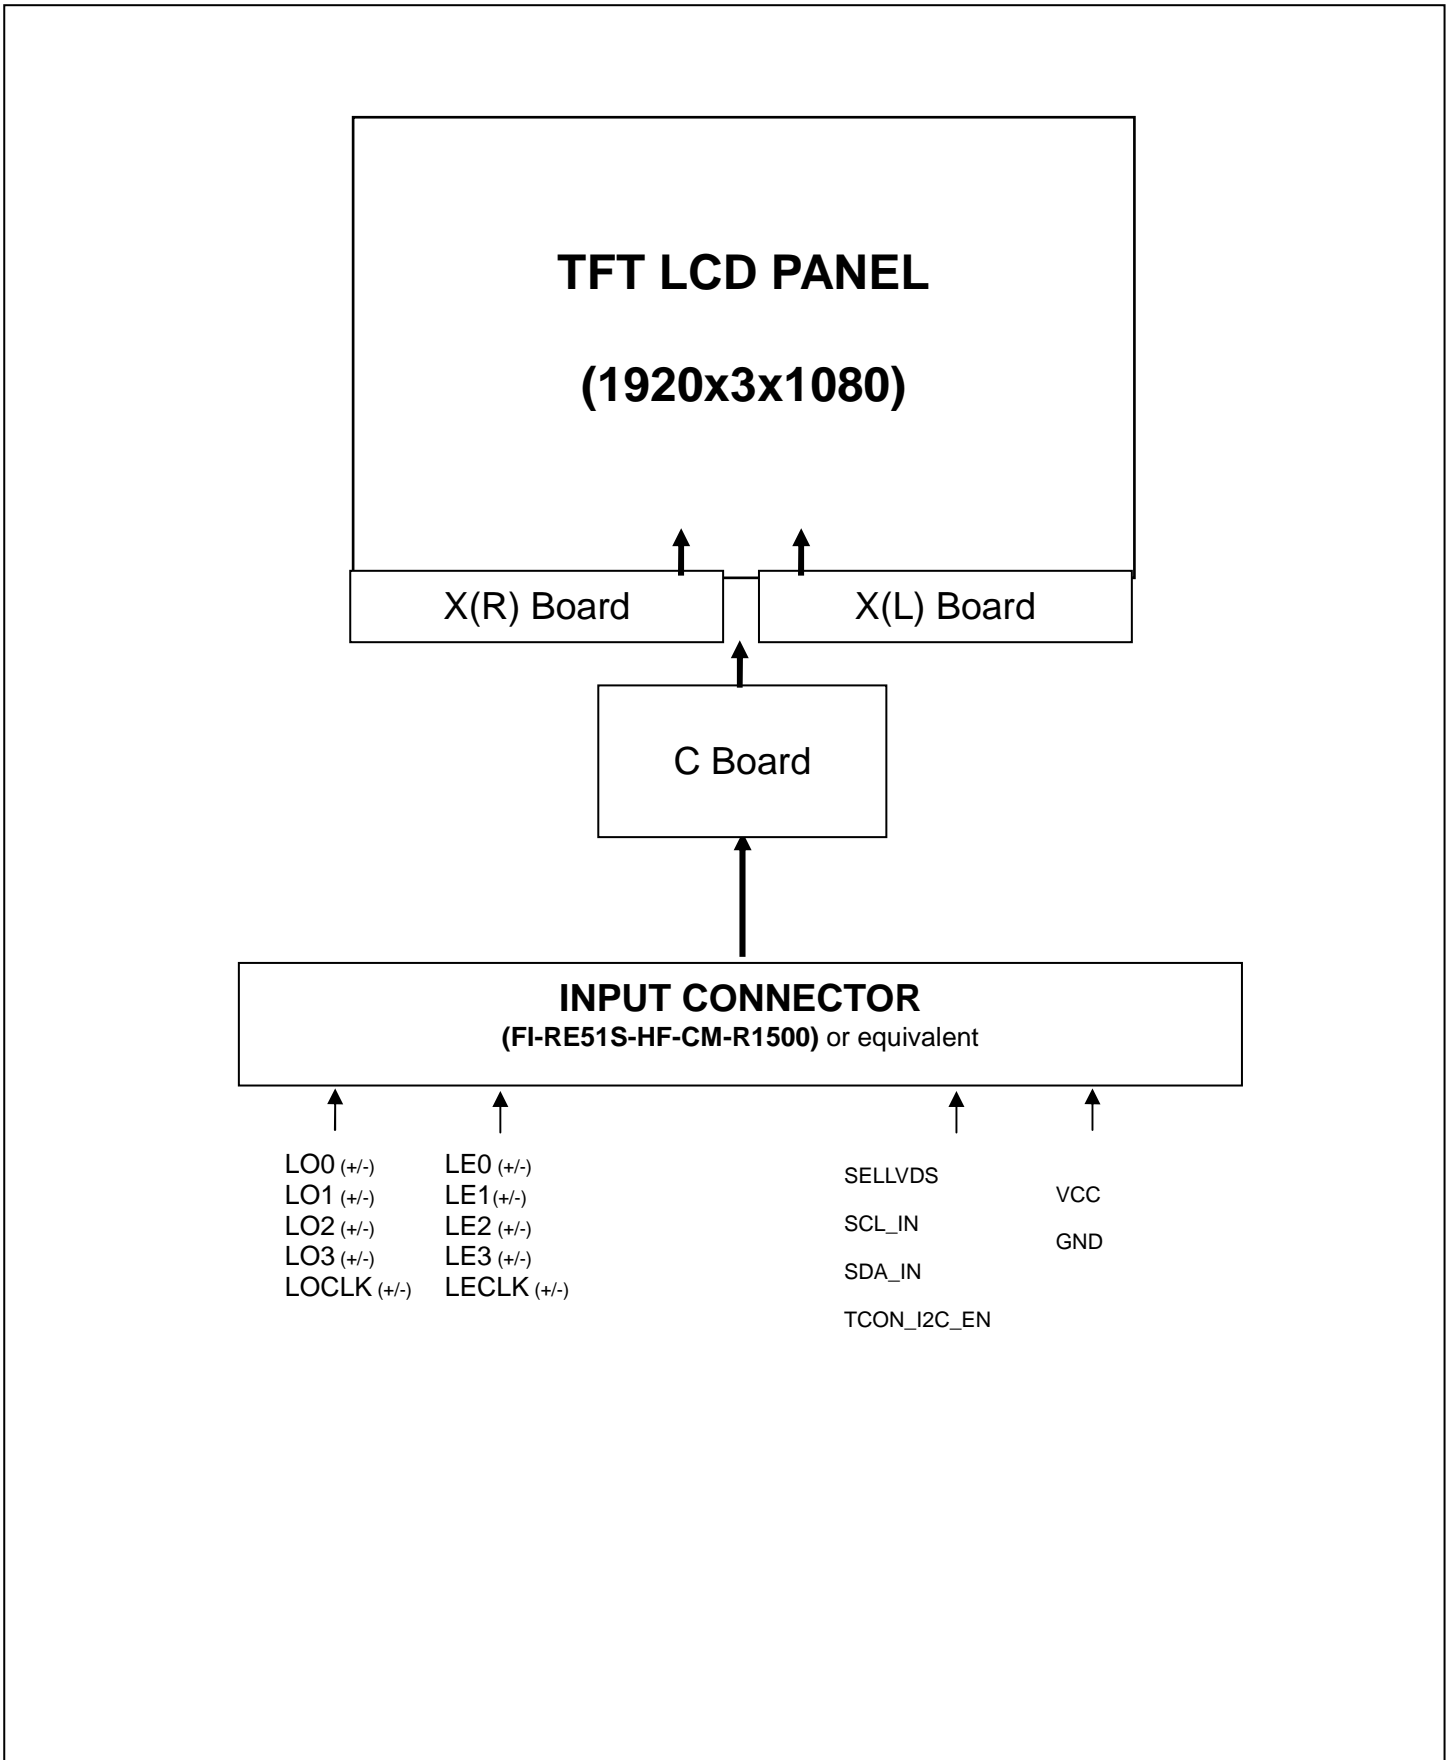 TFT LCD PANEL
(1920x3x1080)
X(R) Board
X(L) Board
C Board
INPUT CONNECTOR
(FI-RE51S-HF-CM-R1500) or equivalent
LO0 (+/-)
LO1 (+/-)
LO2 (+/-)
LO3 (+/-)
LOCLK (+/-)
LE0 (+/-)
LE1(+/-)
LE2 (+/-)
LE3 (+/-)
LECLK (+/-)
SELLVDS
SCL_IN
SDA_IN
TCON_I2C_EN
VCC
GND